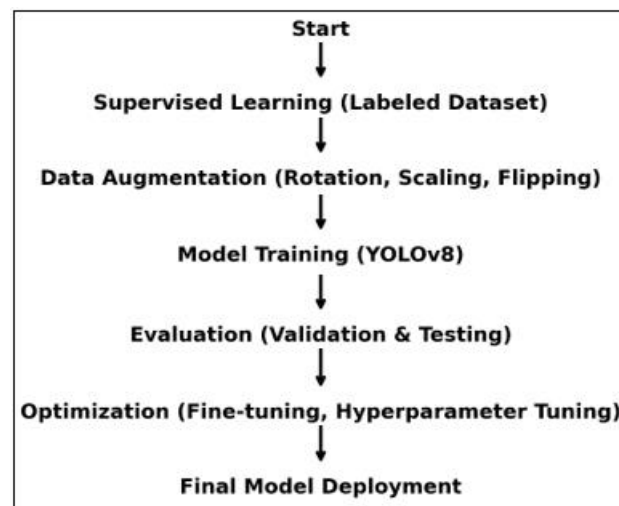 Start
Supervised Learning (Labeled Dataset)
Data Augmentation (Rotation, Scaling, Flipping)
Model Training (YOLOv8)
Evaluation (Validation & Testing)
Optimization (Fine-tuning, Hyperparameter Tuning)
Final Model Deployment